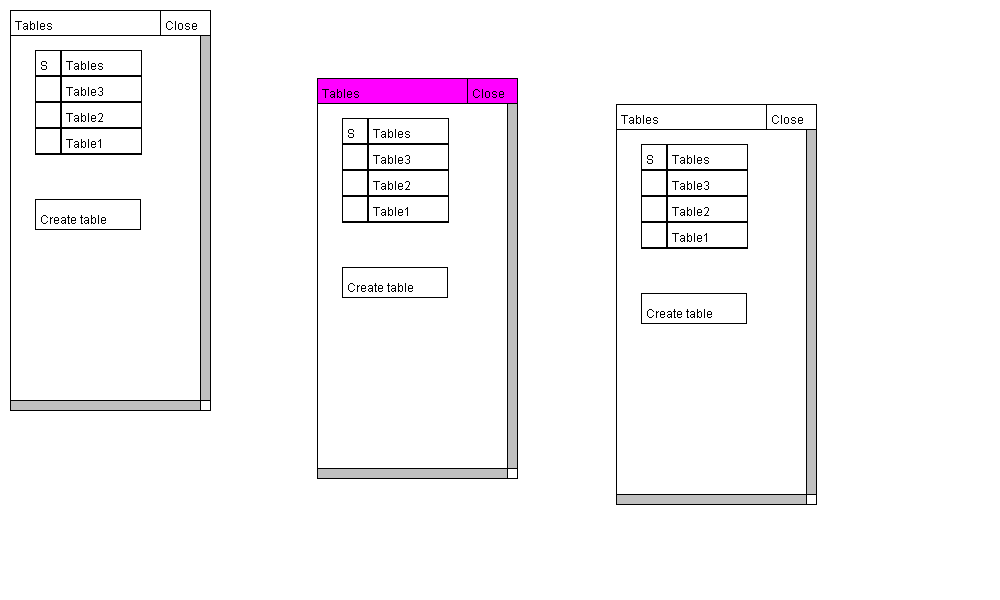 Tables Close
S Tables
Table3
Table2
Table1
Create table
Tables Close
S Tables
Table3
Table2
Table1
Create table
Tables Close
S Tables
Table3
Table2
Table1
Create table